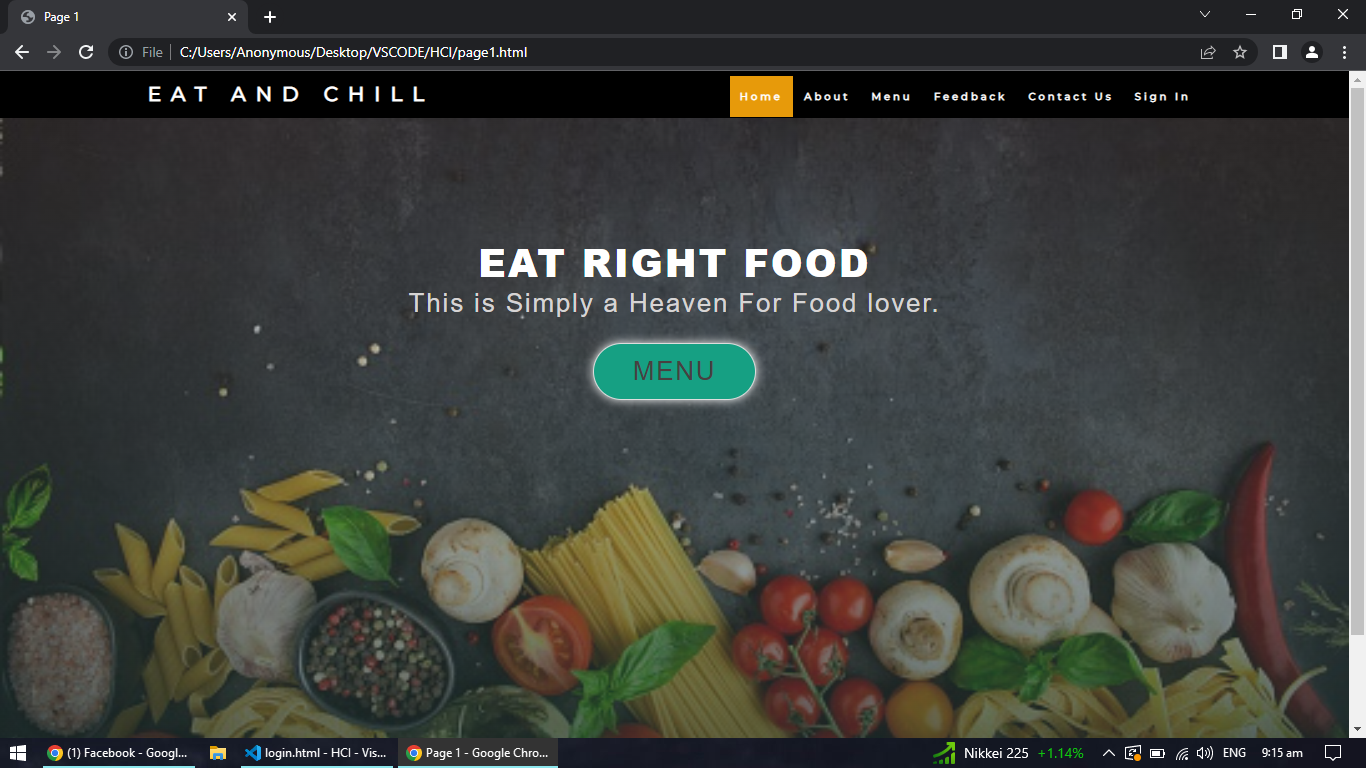 Page 1
File
C:/Users/Anonymous/Desktop/VSCODE/HCI/page1.html
EAT AND CHILL
Home About Menu Feedback Contact Us Sign In
EAT RIGHT FOOD
This is Simply a Heaven For Food lover.
MENU
(1) Facebook - Googl...
login.html - HCI - Vis...
Page 1 - Google Chro...
Nikkei 225 +1.14%
ENG
9:15 am